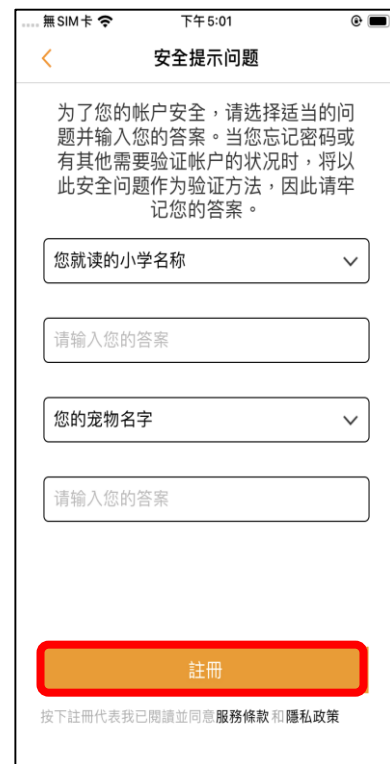 無SIM卡 下午5:01
安全提示问题
为了您的帐户安全，请选择适当的问
题并输入您的答案。当您忘记密码或
有其他需要验证帐户的状况时，将以
此安全问题作为验证方法，因此请牢
记您的答案。
您就读的小学名称
请输入您的答案
您的宠物名字
请输入您的答案
註冊
按下註冊代表我已閱讀並同意服務條款和隱私政策